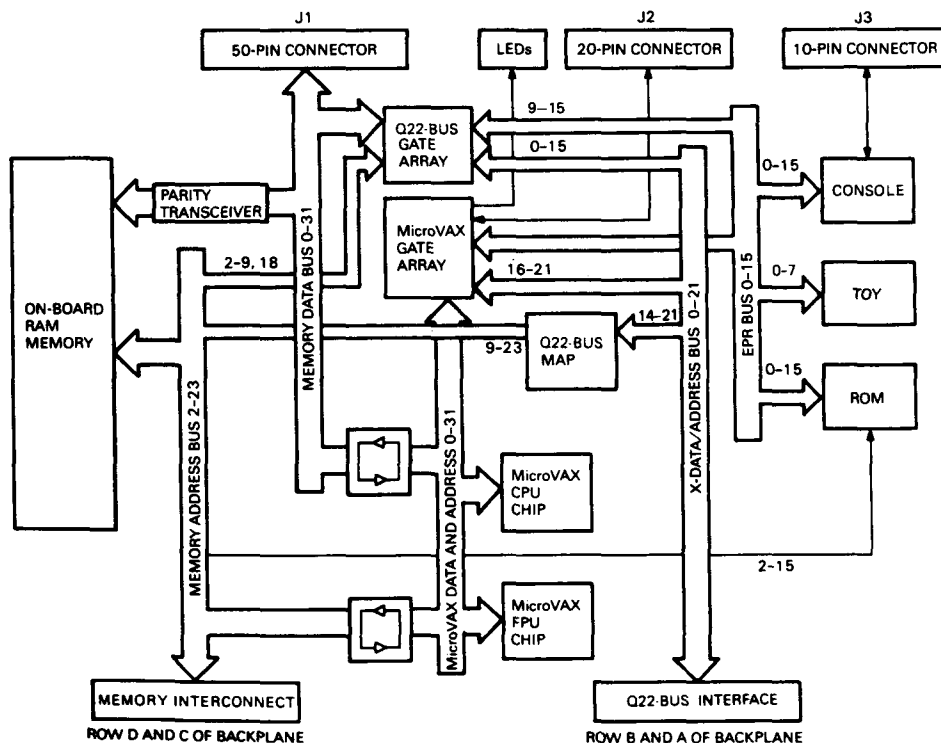 J1
J2
J3
50-PIN CONNECTOR
LEDs
20-PIN CONNECTOR
10-PIN CONNECTOR
9-15
Q22-BUS
GATE
ARRAY
0-15
0-15
CONSOLE
PARITY
TRANSCEIVER
MEMORY DATA BUS 0-31
MicroVAX
GATE
ARRAY
2-9, 18
16-21
0-7
TOY
ON-BOARD
RAM
MEMORY
14-21
X-DATA/ADDRESS BUS 0-21
EPR BUS 0-15
9-23
Q22-BUS
MAP
0-15
ROM
MEMORY ADDRESS BUS 2-23
MicroVAX DATA AND ADDRESS 0-31
MicroVAX
CPU
CHIP
2-15
MicroVAX
FPU
CHIP
MEMORY INTERCONNECT
Q22-BUS INTERFACE
ROW D AND C OF BACKPLANE
ROW B AND A OF BACKPLANE